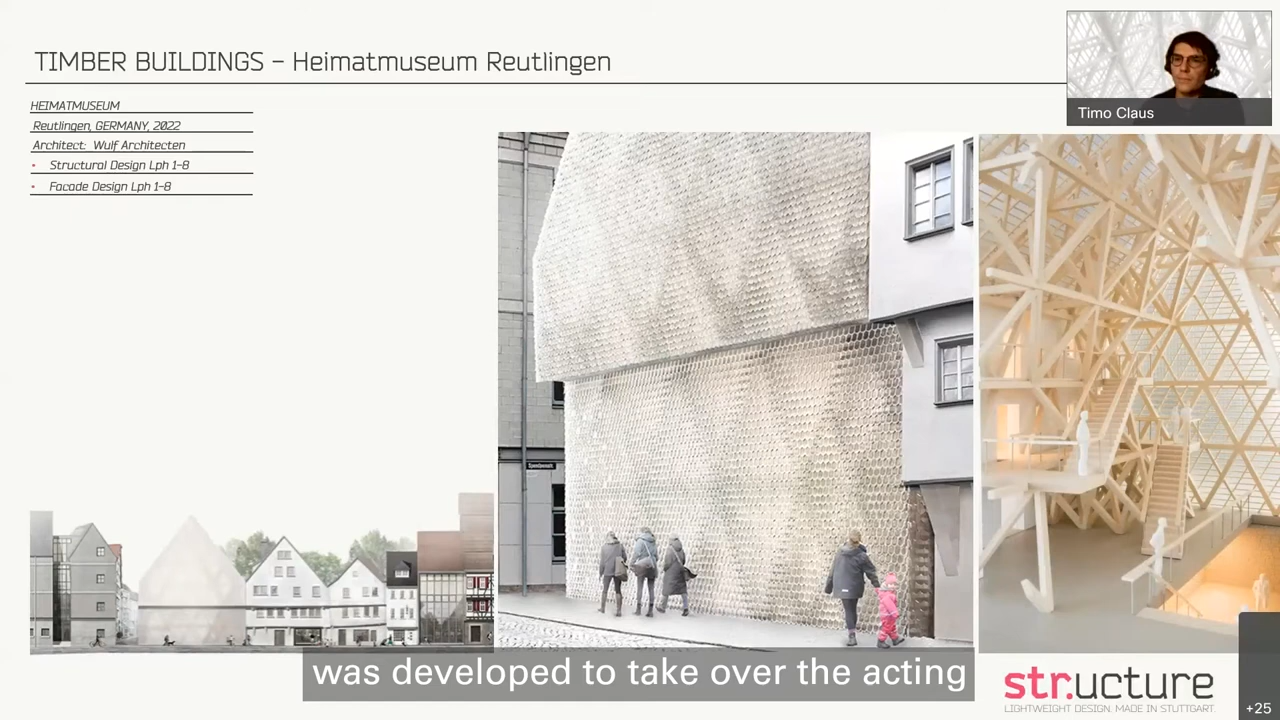 TIMBER BUILDINGS – Heimatmuseum Reutlingen
HEIMATMUSEUM
Reutlingen, GERMANY, 2022
Architect: Wulf Architecten
• Structural Design Lph 1-8
• Facade Design Lph 1-8
Timo Claus
was developed to take over the acting
str.ucture
LIGHTWEIGHT DESIGN. MADE IN STUTTGART.
+25